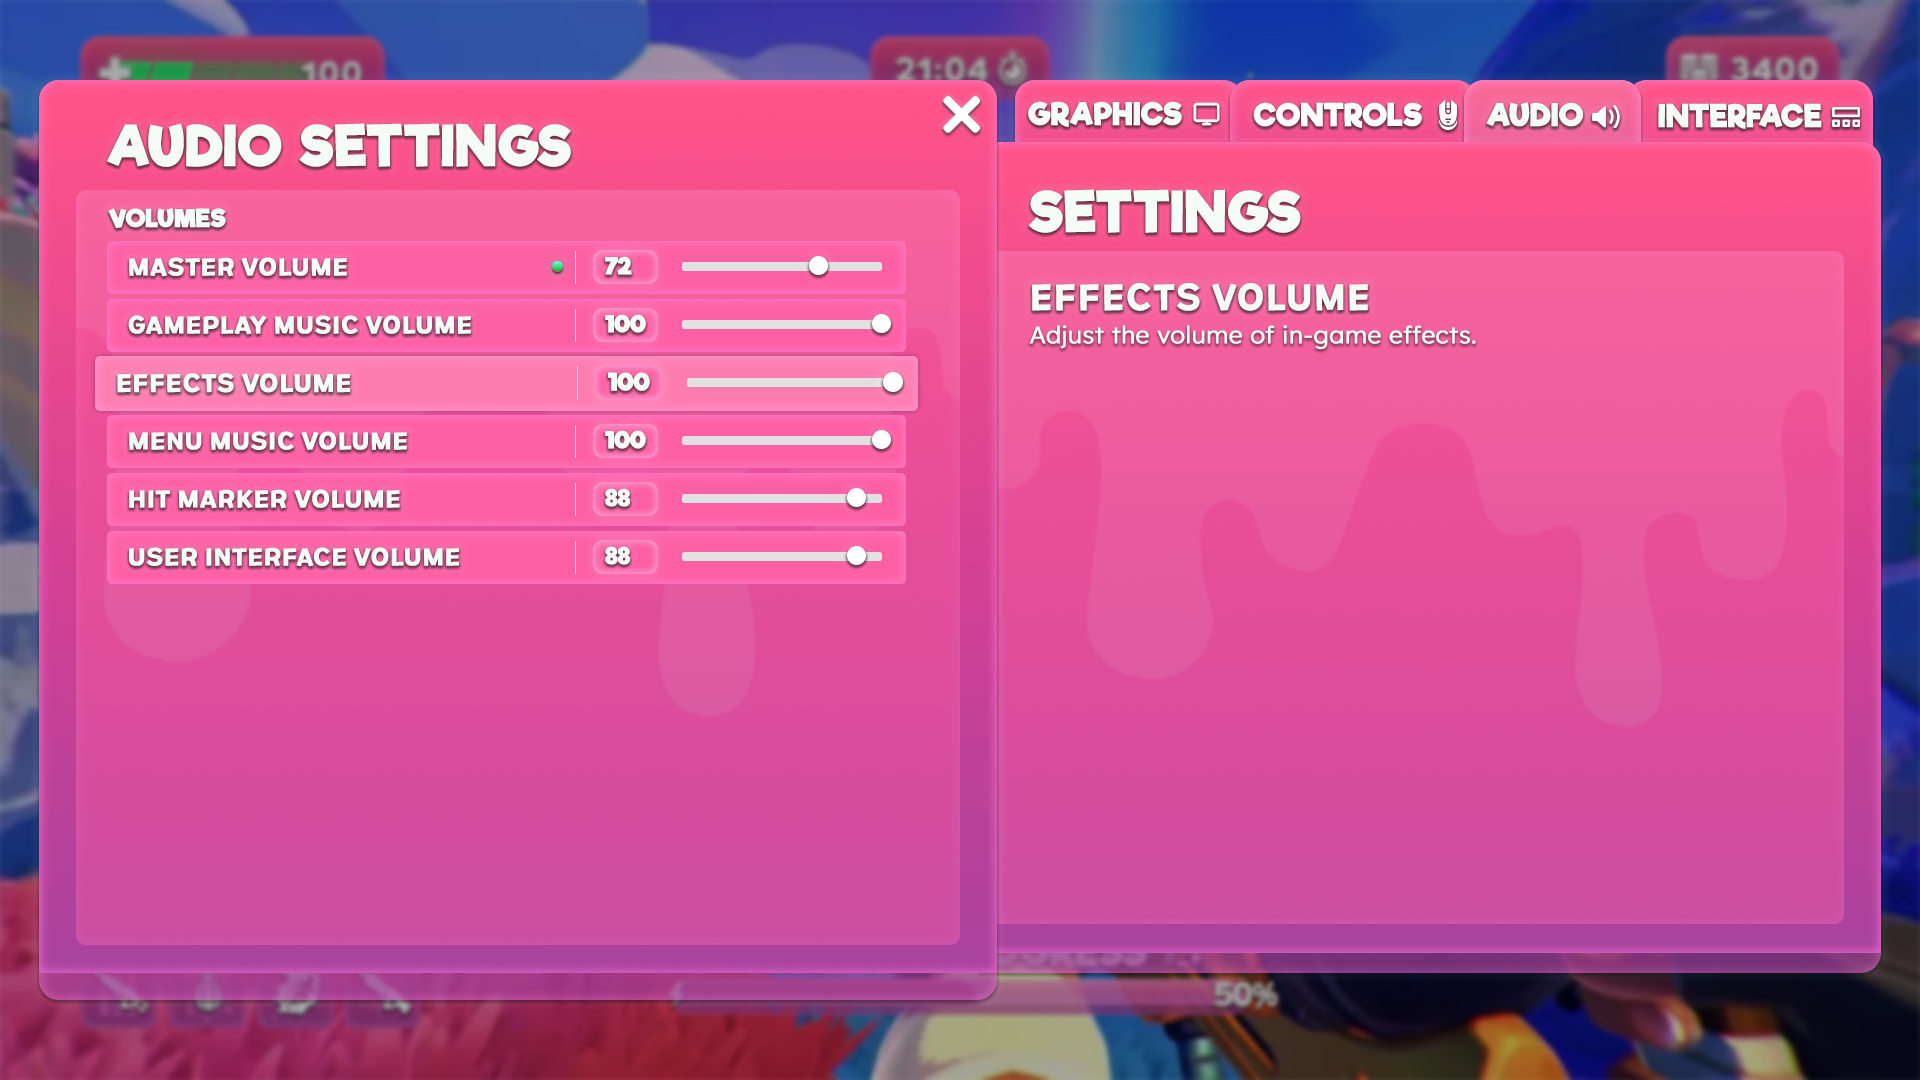 100
21:04
3400
AUDIO SETTINGS
GRAPHICS
CONTROLS
AUDIO
INTERFACE
VOLUMES
MASTER VOLUME
72
GAMEPLAY MUSIC VOLUME
100
EFFECTS VOLUME
100
MENU MUSIC VOLUME
100
HIT MARKER VOLUME
88
USER INTERFACE VOLUME
88
SETTINGS
EFFECTS VOLUME
Adjust the volume of in-game effects.
50%